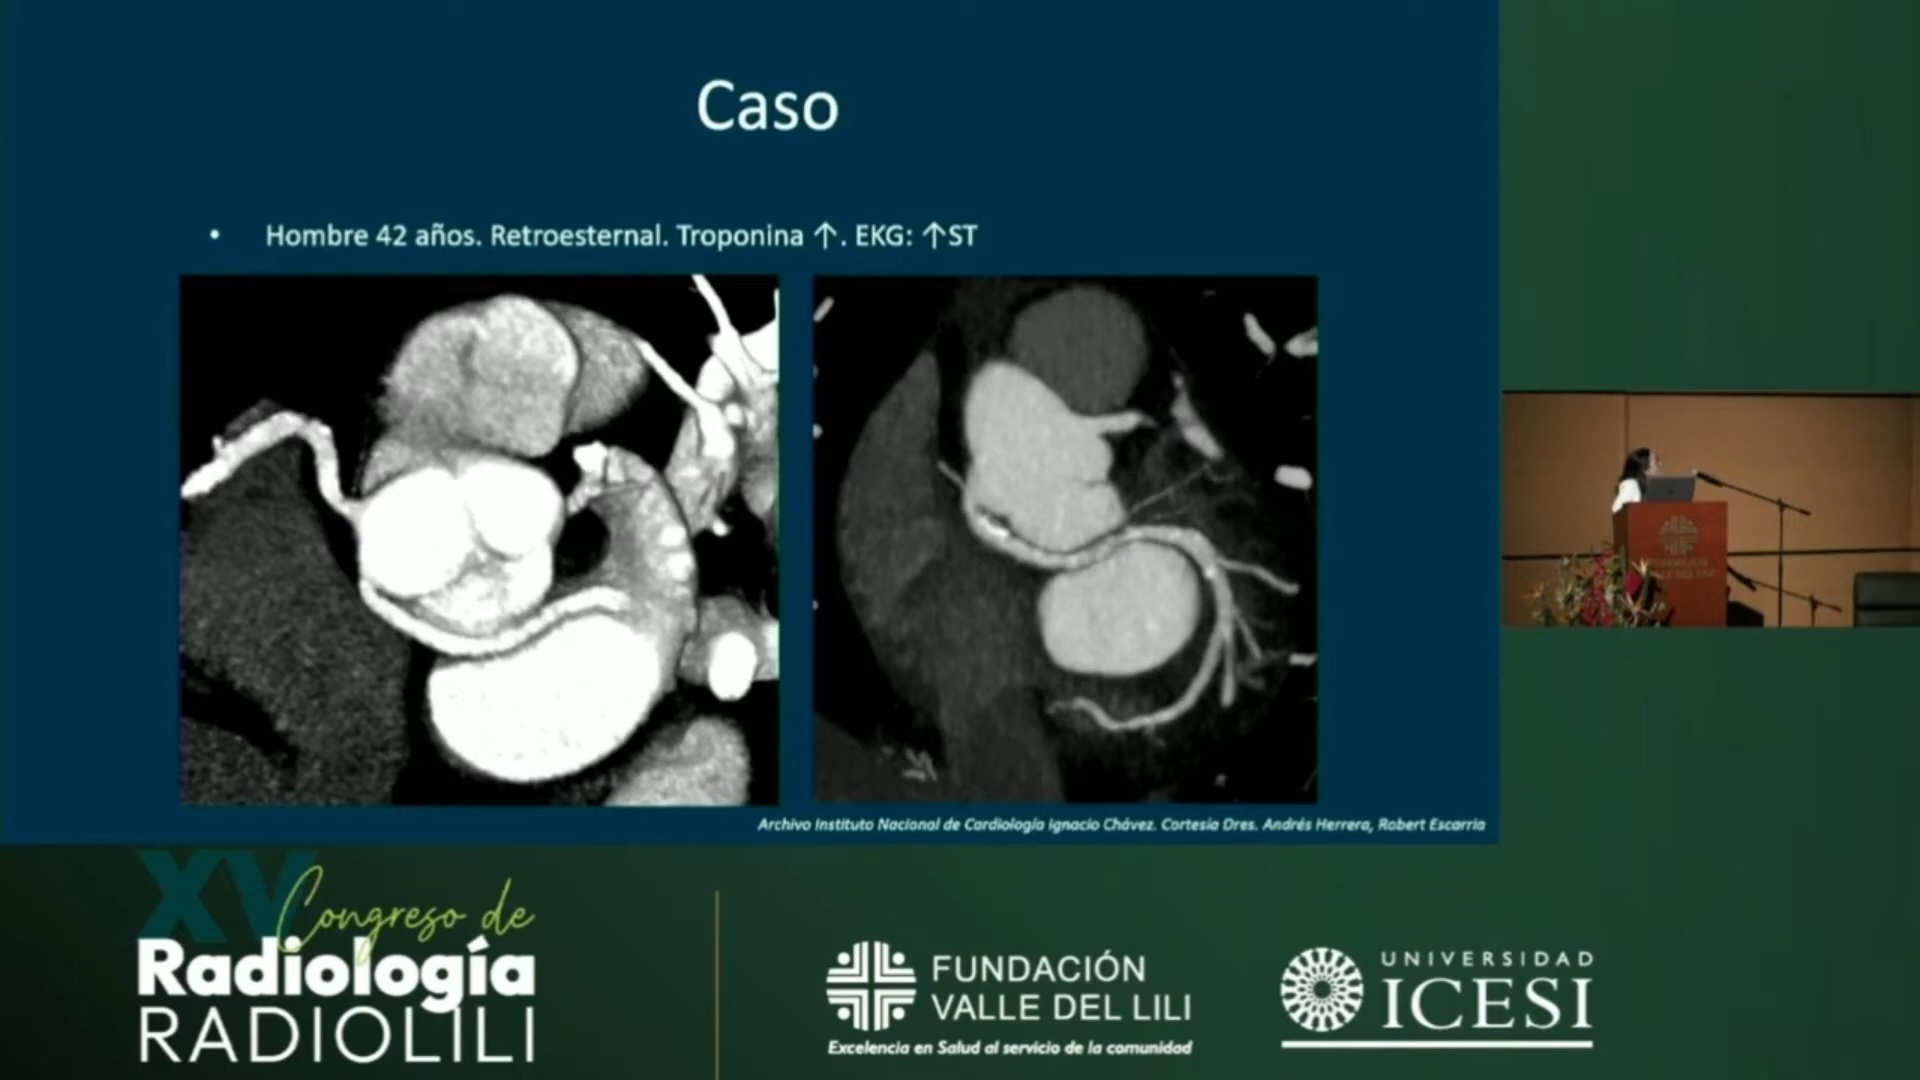 Caso
• Hombre 42 años. Retroesternal. Troponina ↑. EKG: ↑ST
Archivo Instituto Nacional de Cardiología Ignacio Chávez. Cortesía Dres. Andrés Herrera, Robert Escarria
XV Congreso de
Radiología
RADIOLILI
FUNDACIÓN
VALLE DEL LILI
Excelencia en Salud al servicio de la comunidad
UNIVERSIDAD
ICESI